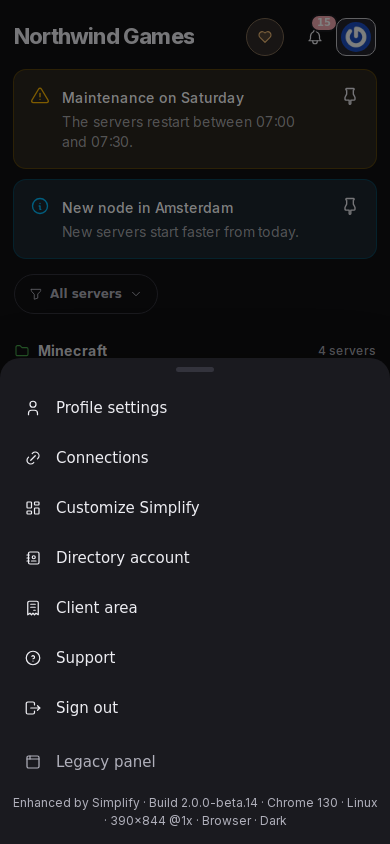 Northwind Games
15
Maintenance on Saturday
The servers restart between 07:00
and 07:30.
New node in Amsterdam
New servers start faster from today.
All servers
Minecraft
4 servers
Profile settings
Connections
Customize Simplify
Directory account
Client area
Support
Sign out
Legacy panel
Enhanced by Simplify · Build 2.0.0-beta.14 · Chrome 130 · Linux
· 390×844 @1x · Browser · Dark